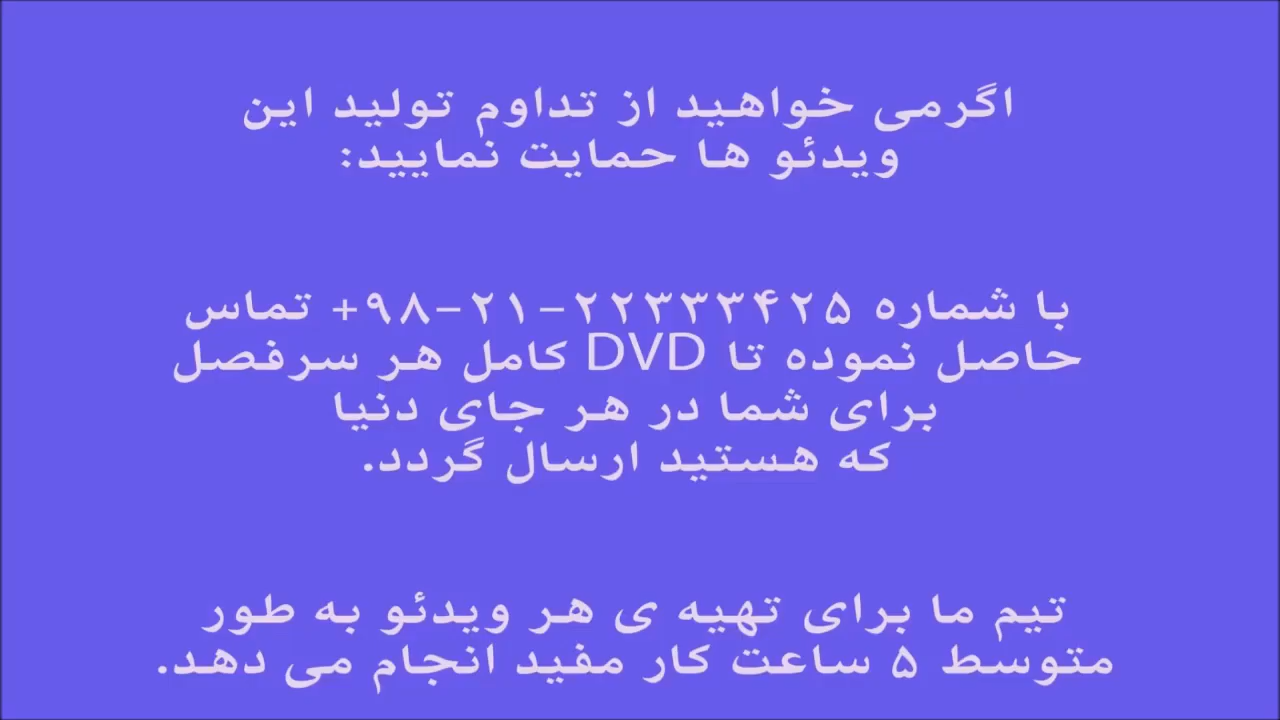 اگرمی خواهید از تداوم تولید این
ویدئو ها حمایت نمایید:
با شماره ۲۲۳۳۳۴۲۵-۲۱-۹۸+ تماس
حاصل نموده تا DVD کامل هر سرفصل
برای شما در هر جای دنیا
که هستید ارسال گردد.
تیم ما برای تهیه ی هر ویدئو به طور
متوسط ۵ ساعت کار مفید انجام می دهد.